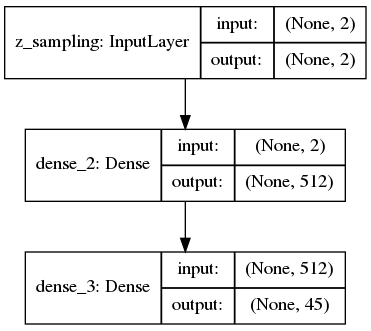 z_sampling: InputLayer
input: (None, 2)
output: (None, 2)
dense_2: Dense
input: (None, 2)
output: (None, 512)
dense_3: Dense
input: (None, 512)
output: (None, 45)